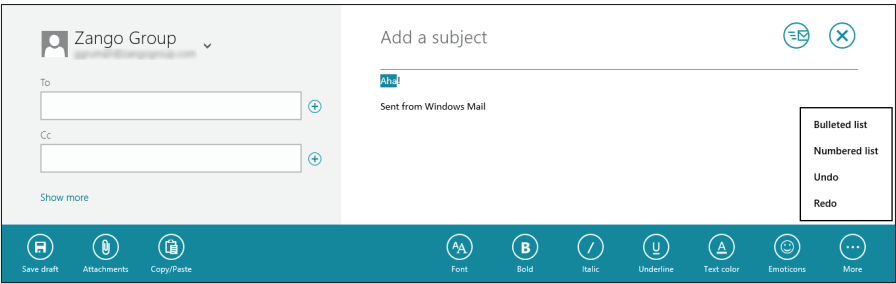 Zango Group
To
Cc
Show more
Add a subject
Aha!
Sent from Windows Mail
Bulleted list
Numbered list
Undo
Redo
Save draft
Attachments
Copy/Paste
AA
Font
B
Bold
I
Italic
U
Underline
A
Text color
Emoticons
More